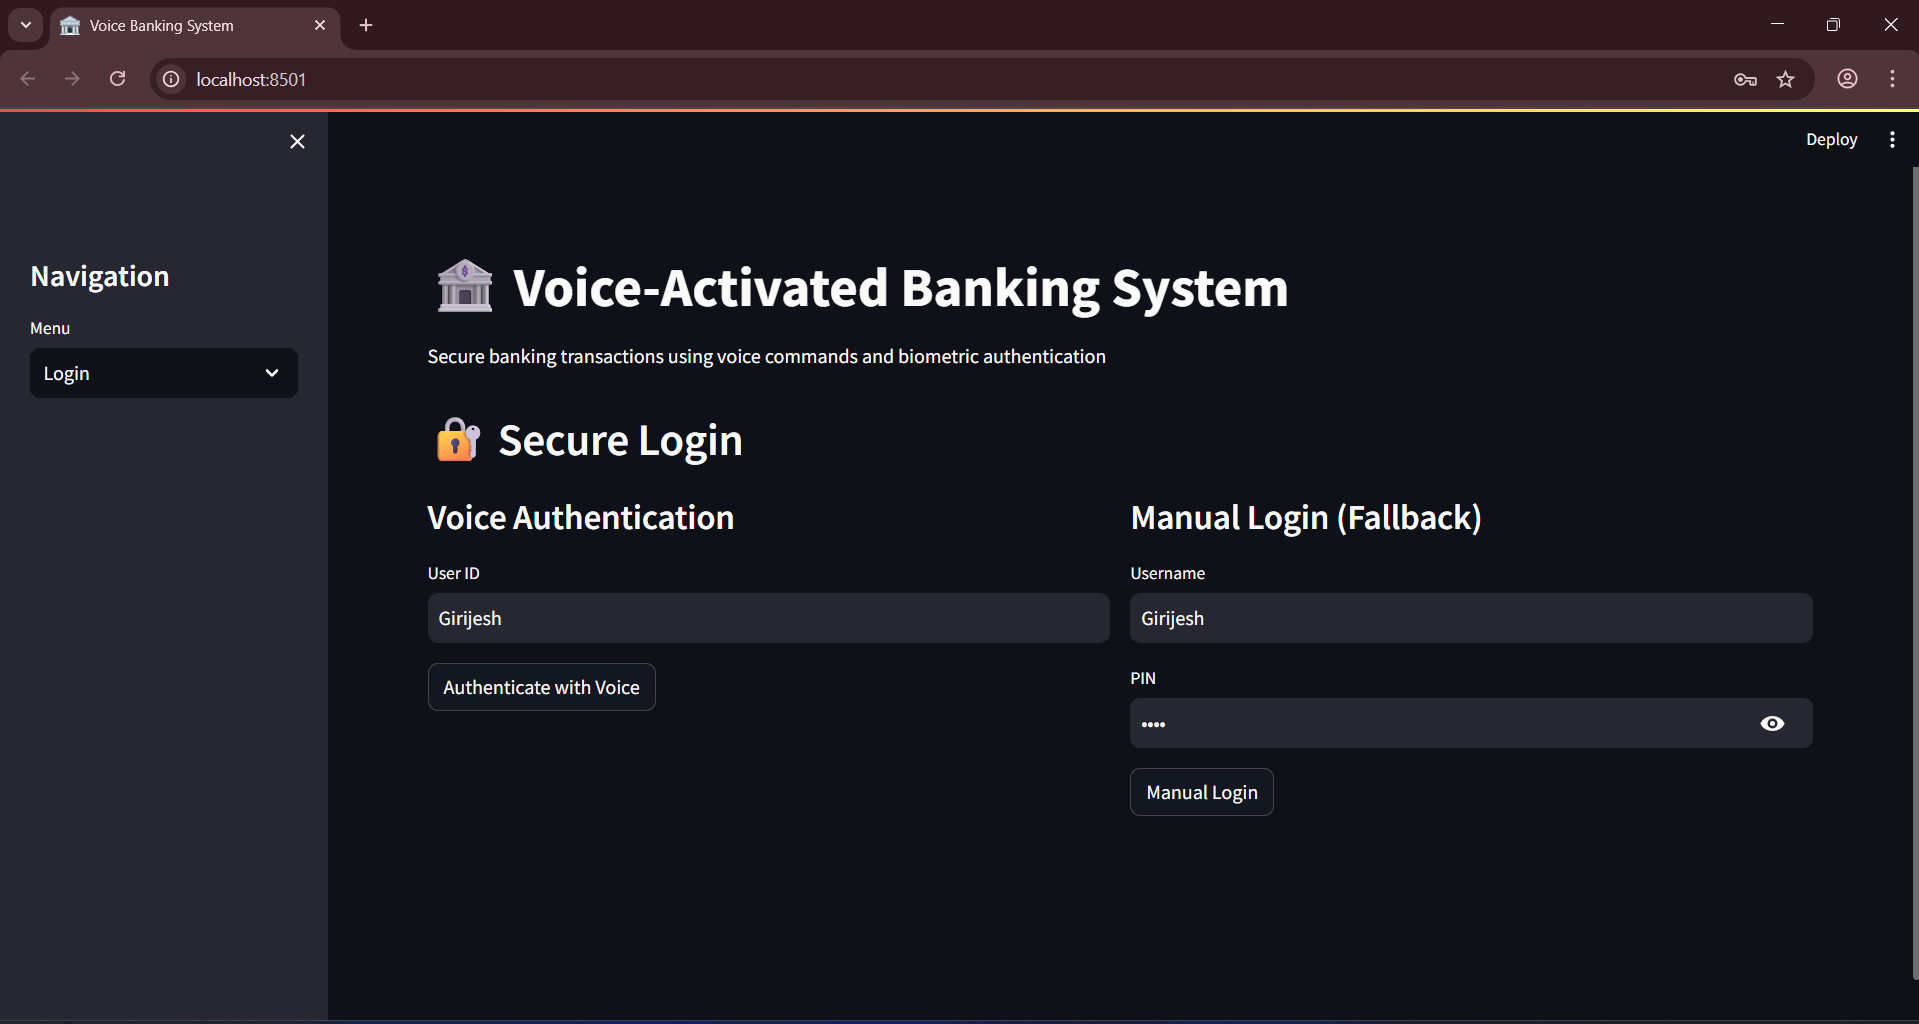 Voice Banking System
localhost:8501
Deploy
Navigation
Menu
Login
Voice-Activated Banking System
Secure banking transactions using voice commands and biometric authentication
Secure Login
Voice Authentication
User ID
Girijesh
Authenticate with Voice
Manual Login (Fallback)
Username
Girijesh
PIN
••••
Manual Login